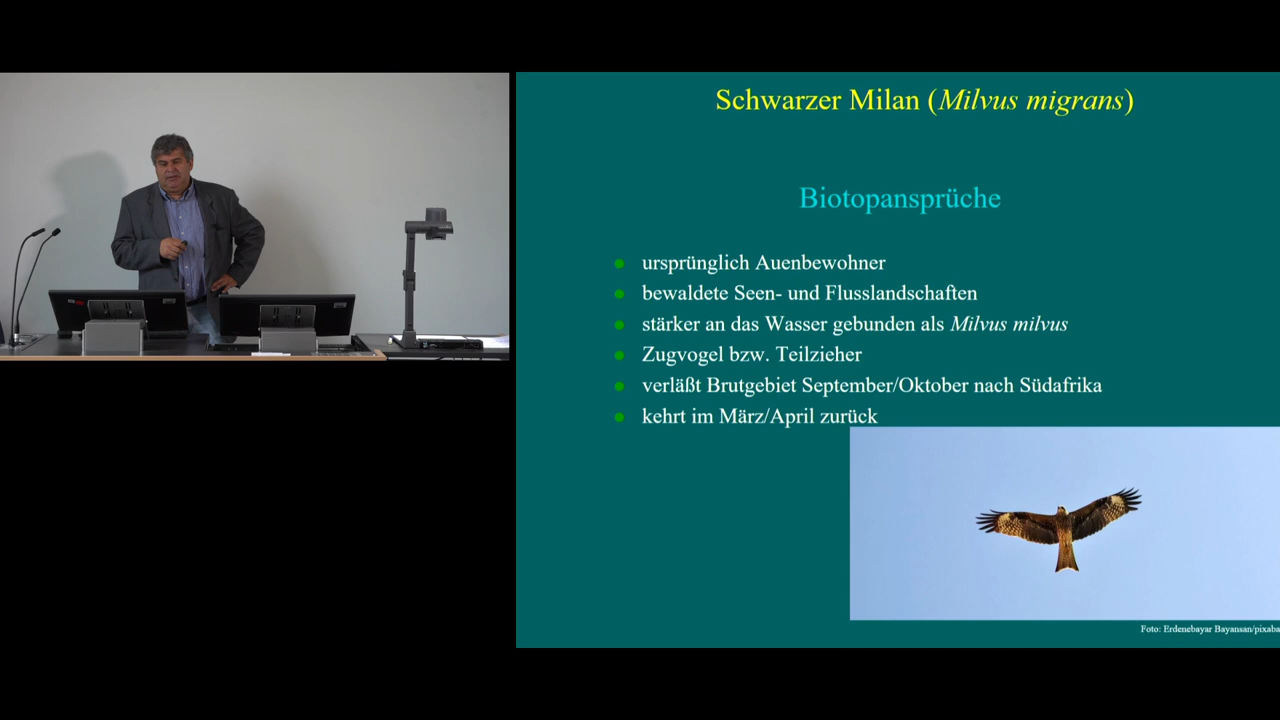 Schwarzer Milan (Milvus migrans)
Biotopansprüche
ursprünglich Auenbewohner
bewaldete Seen- und Flusslandschaften
stärker an das Wasser gebunden als Milvus milvus
Zugvogel bzw. Teilzieher
verläßt Brutgebiet September/Oktober nach Südafrika
kehrt im März/April zurück
Foto: Erdenebayar Bayansan/pixaba